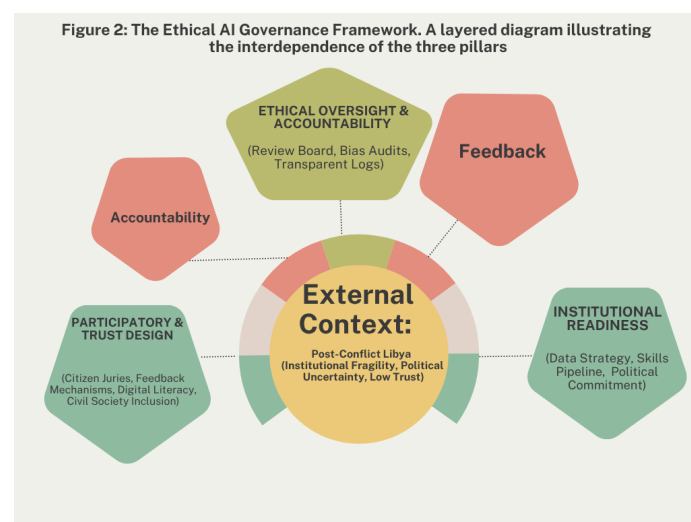 Figure 2: The Ethical AI Governance Framework. A layered diagram illustrating
the interdependence of the three pillars
ETHICAL OVERSIGHT &
ACCOUNTABILITY
(Review Board, Bias Audits,
Transparent Logs)
Feedback
Accountability
External
Context:
Post-Conflict Libya
(Institutional Fragility, Political
Uncertainty, Low Trust)
PARTICIPATORY &
TRUST DESIGN
(Citizen Juries, Feedback
Mechanisms, Digital Literacy,
Civil Society Inclusion)
INSTITUTIONAL
READINESS
(Data Strategy, Skills
Pipeline, Political
Commitment)